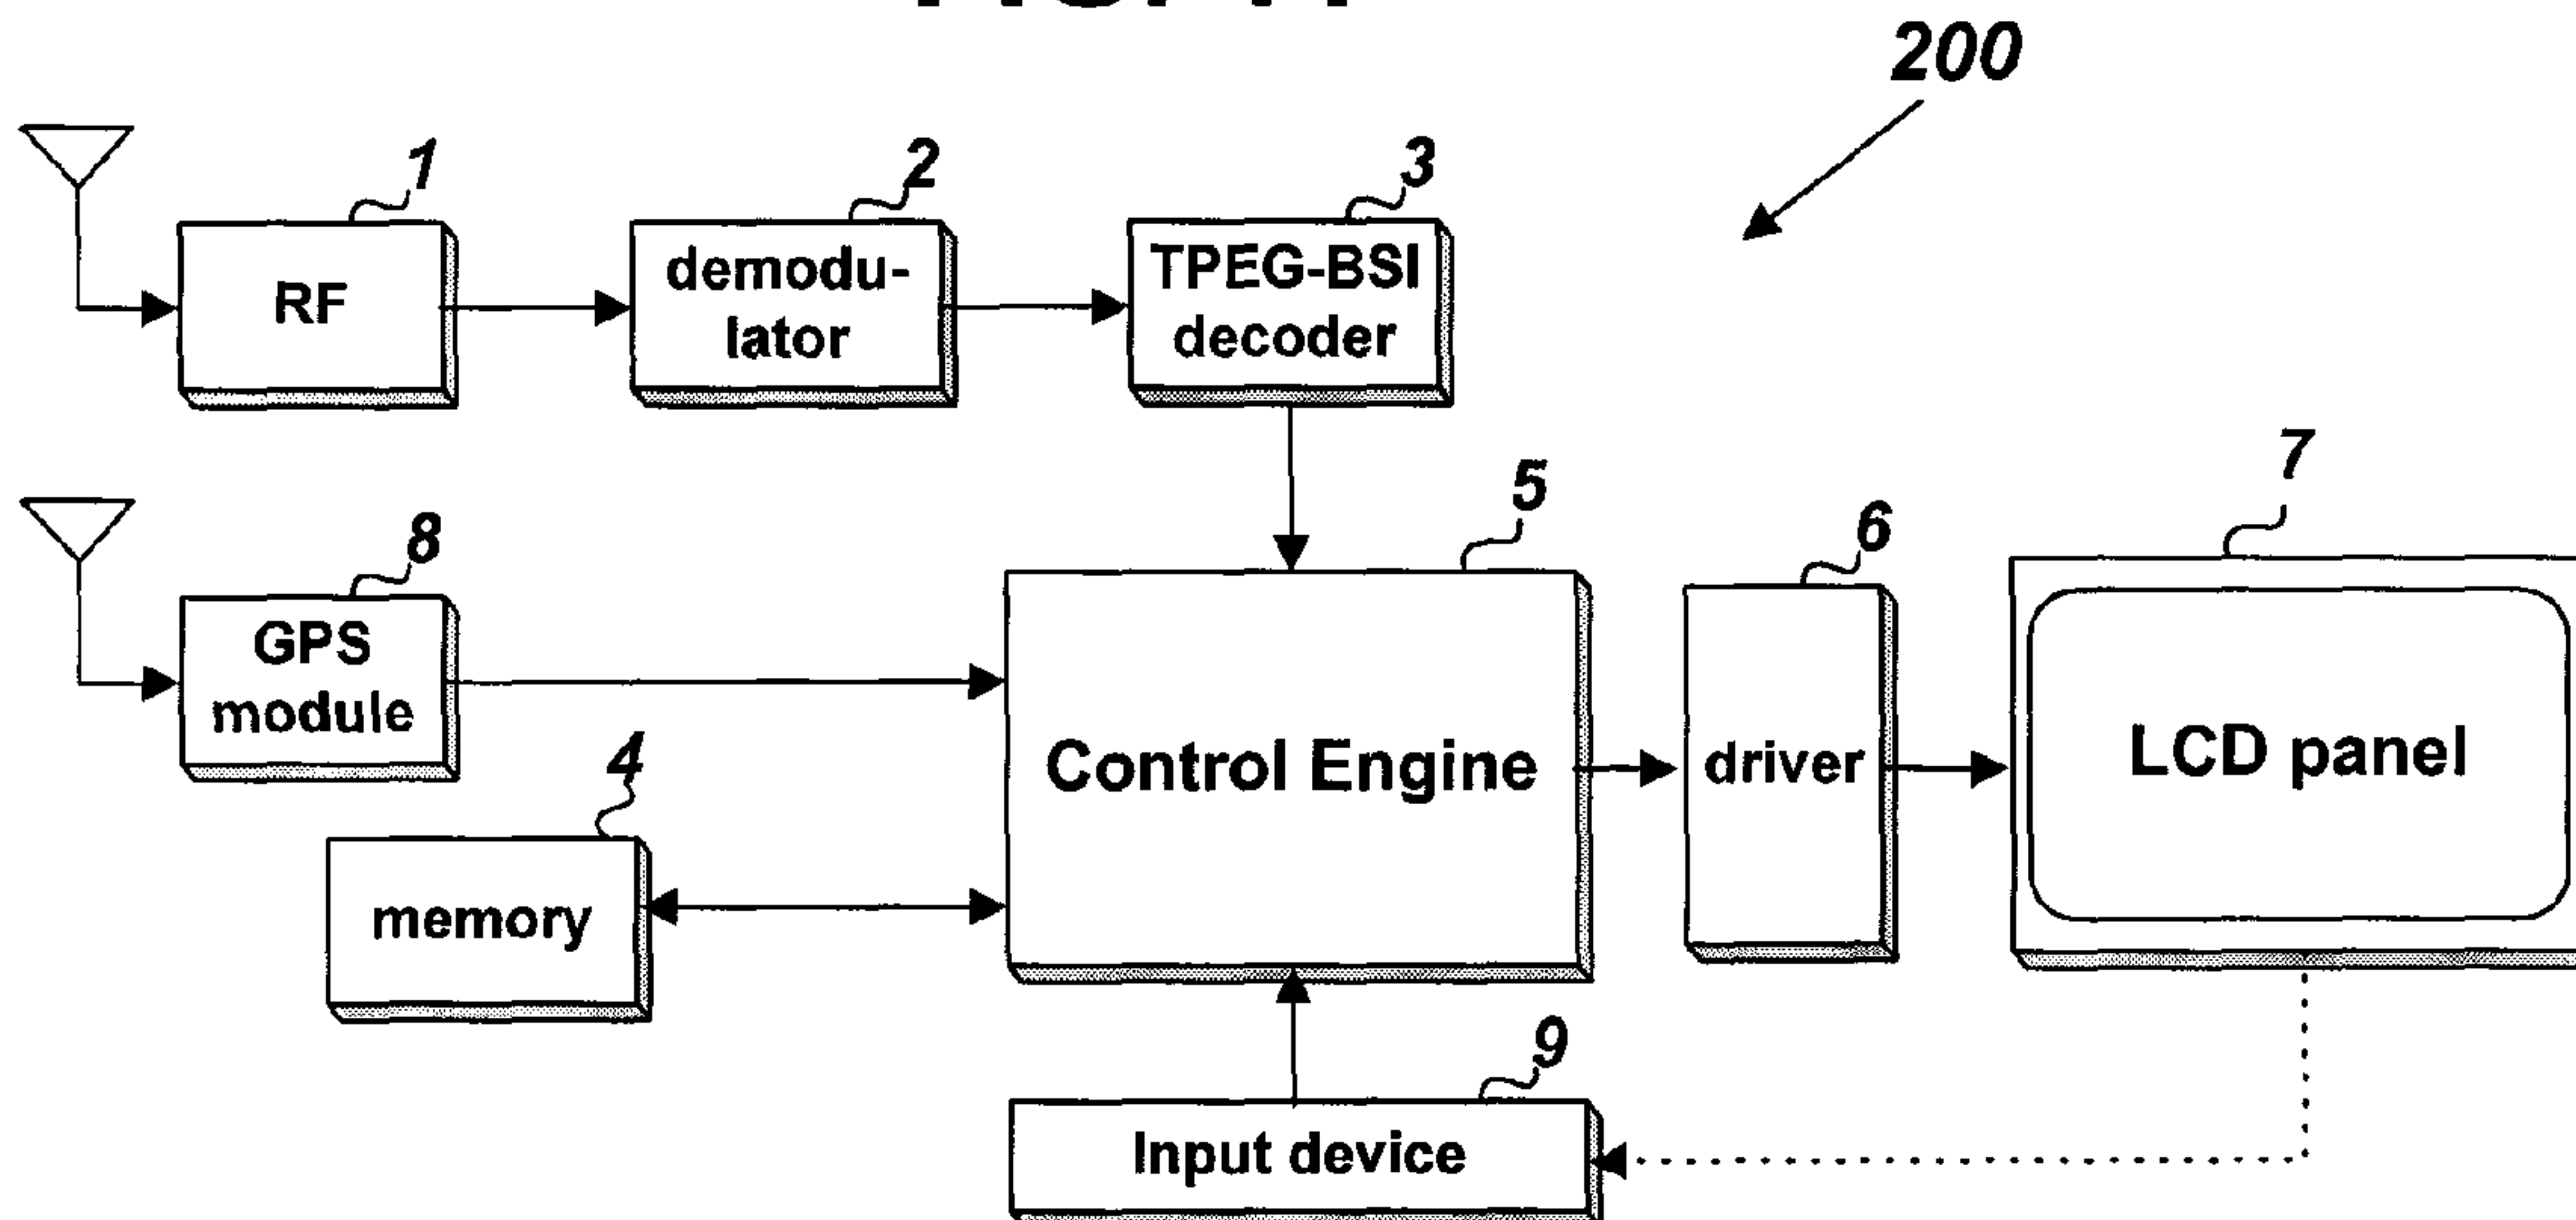 200
1
2
3
RF
demodu-
lator
TPEG-BSI
decoder
8
5
6
7
GPS
module
4
Control Engine
driver
LCD panel
memory
9
Input device